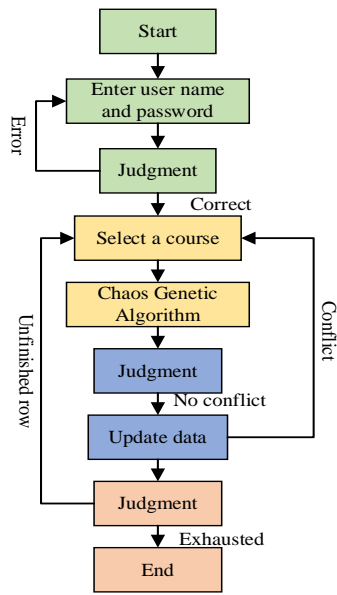 Start
Enter user name
and password
Error
Judgment
Correct
Select a course
Chaos Genetic
Algorithm
Unfinished row
Conflict
Judgment
No conflict
Update data
Judgment
Exhausted
End